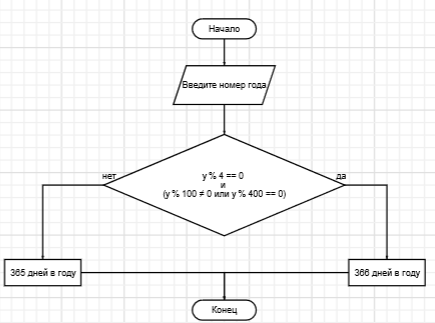 Начало
Введите номер года
нет
да
y % 4 == 0
и
(y % 100 ≠ 0 или y % 400 == 0)
365 дней в году
366 дней в году
Конец